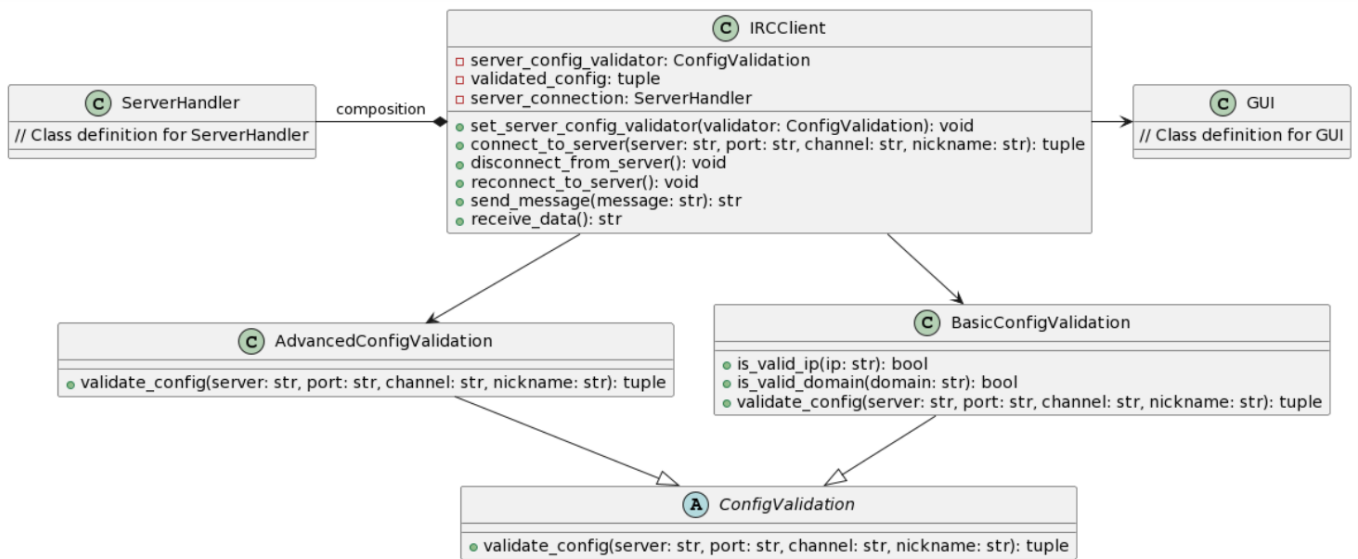 C IRCClient
server_config_validator: ConfigValidation
validated_config: tuple
server_connection: ServerHandler
set_server_config_validator(validator: ConfigValidation): void
connect_to_server(server: str, port: str, channel: str, nickname: str): tuple
disconnect_from_server(): void
reconnect_to_server(): void
send_message(message: str): str
receive_data(): str
C ServerHandler
// Class definition for ServerHandler
composition
C GUI
// Class definition for GUI
C AdvancedConfigValidation
validate_config(server: str, port: str, channel: str, nickname: str): tuple
C BasicConfigValidation
is_valid_ip(ip: str): bool
is_valid_domain(domain: str): bool
validate_config(server: str, port: str, channel: str, nickname: str): tuple
A ConfigValidation
validate_config(server: str, port: str, channel: str, nickname: str): tuple